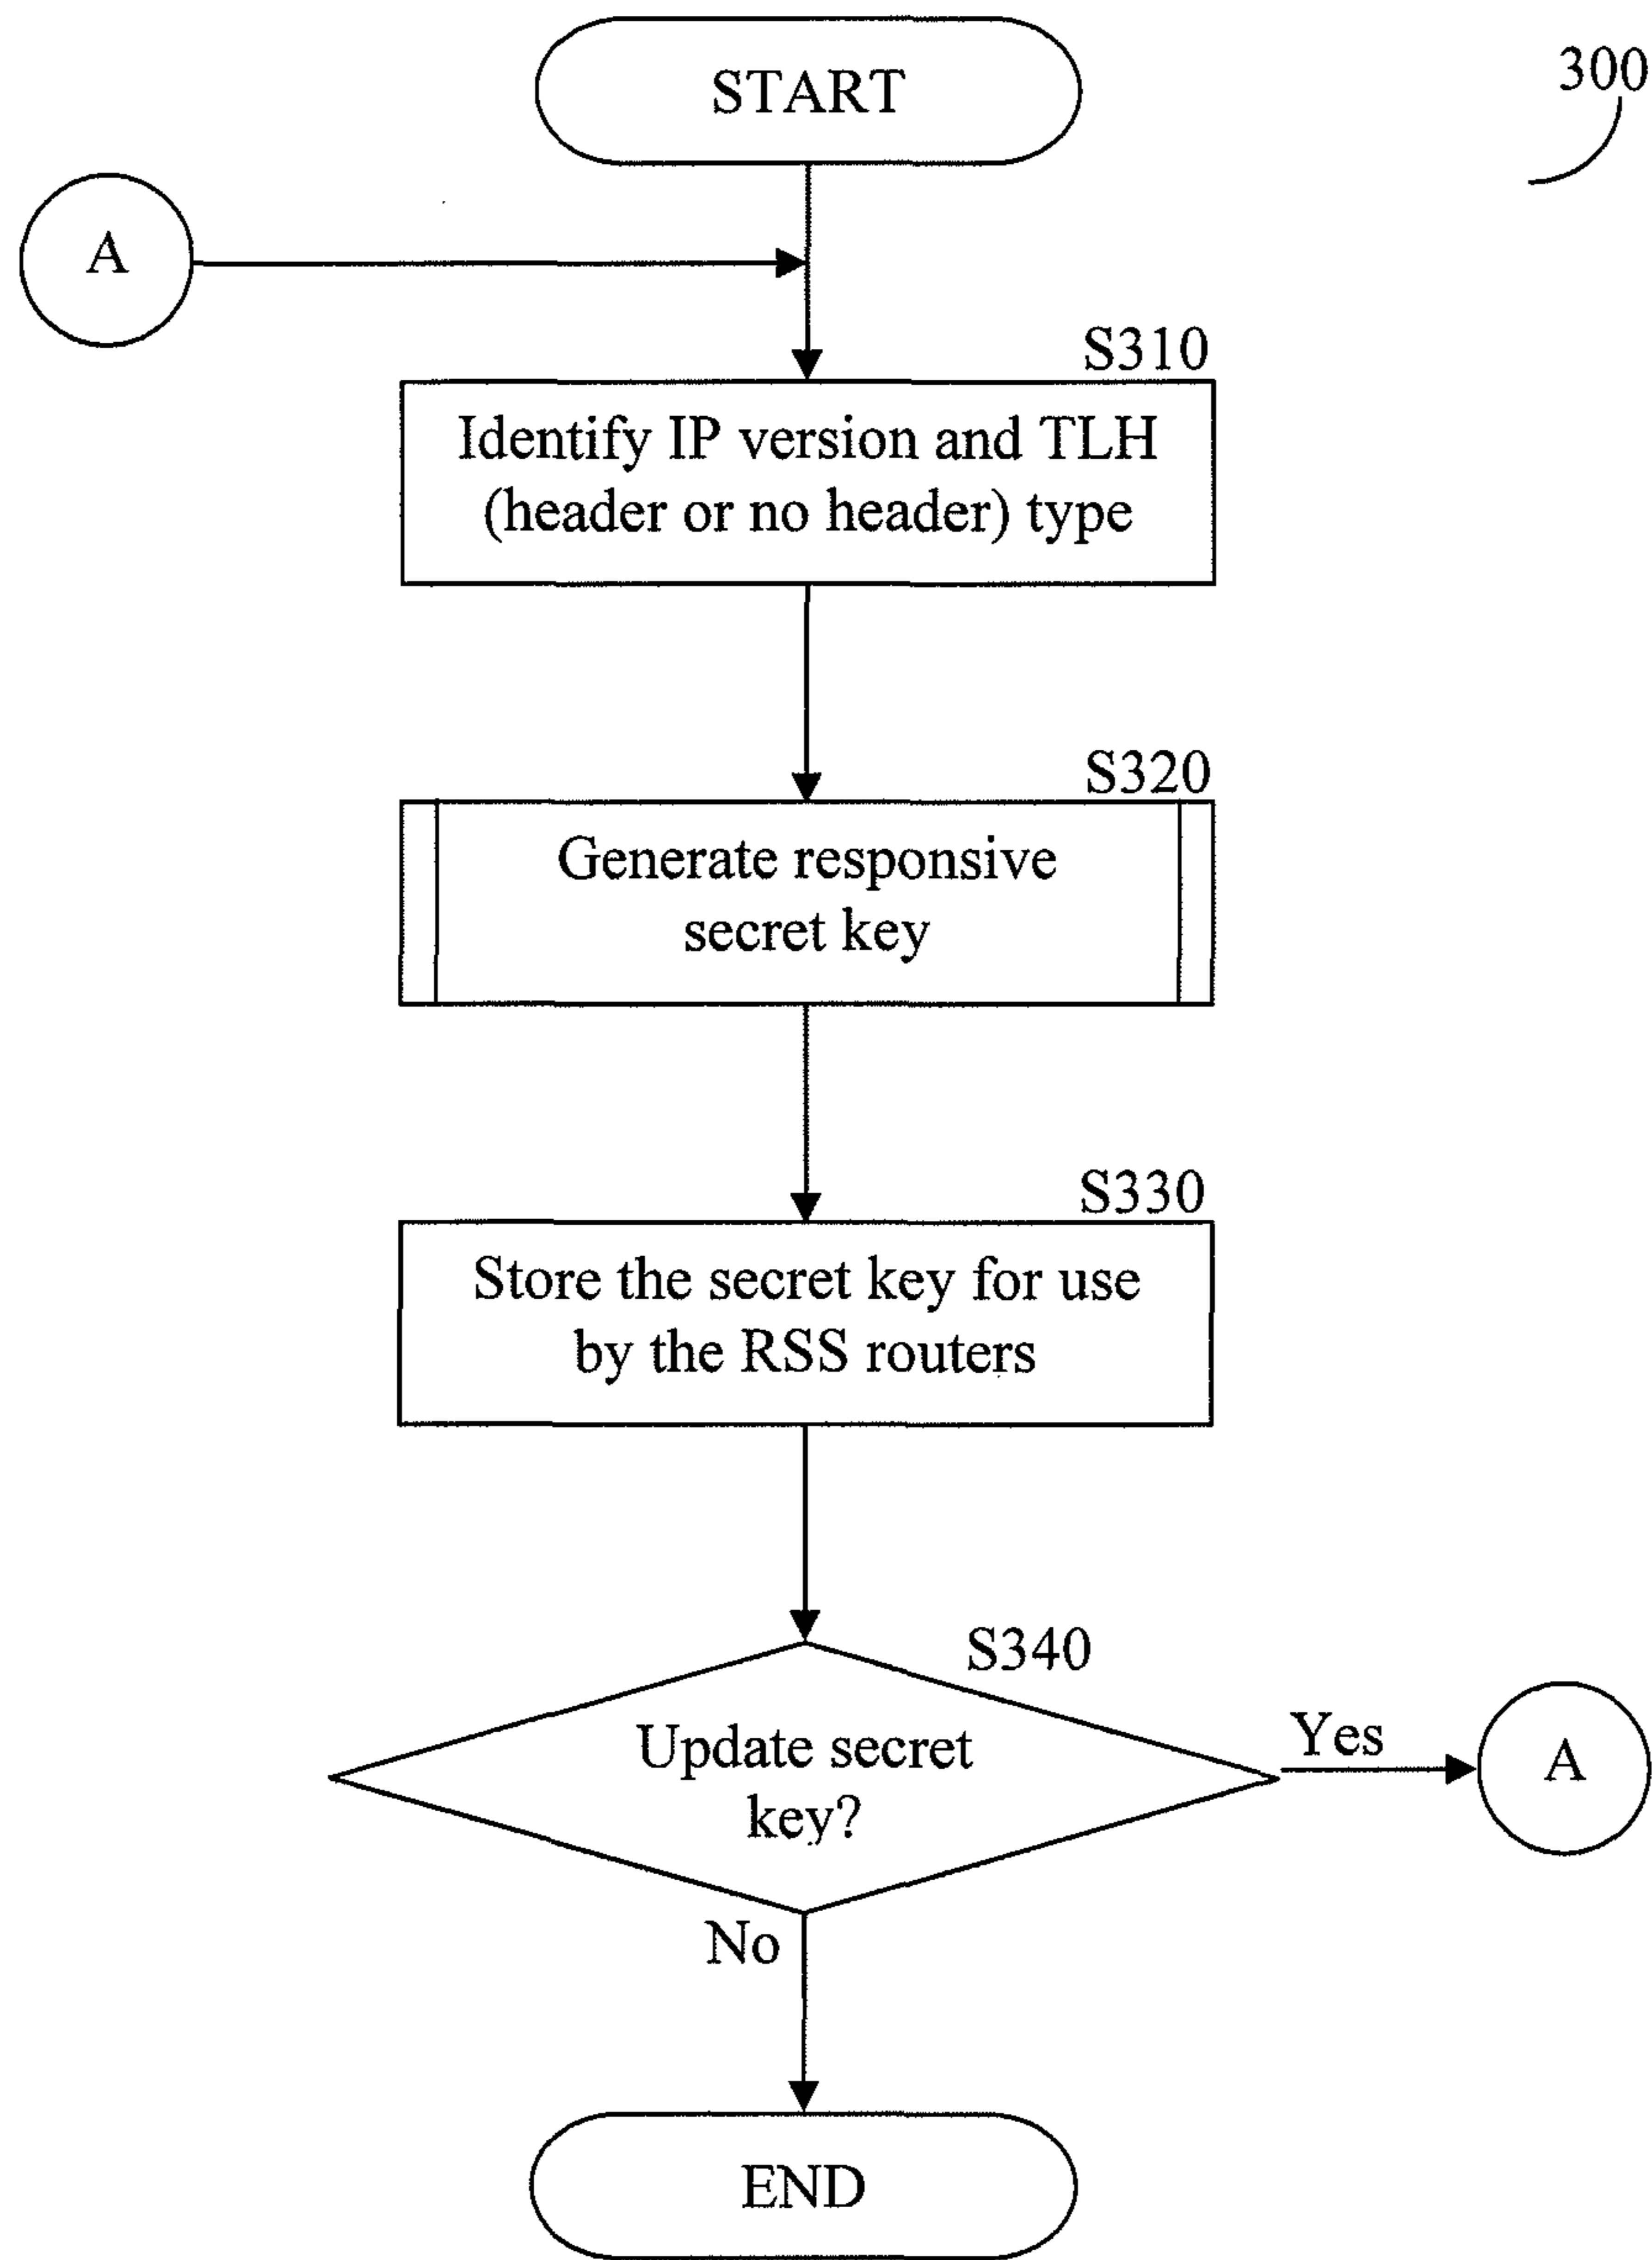 START
300
A
S310
Identify IP version and TLH
(header or no header) type
S320
Generate responsive
secret key
S330
Store the secret key for use
by the RSS routers
S340
Update secret
key?
Yes
A
No
END